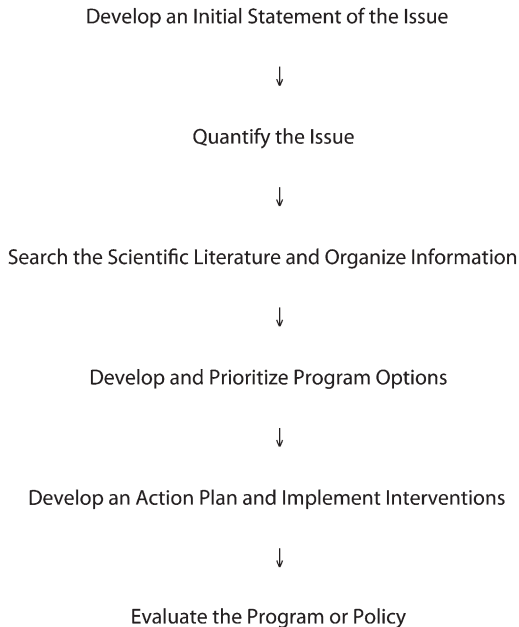 Develop an Initial Statement of the Issue
↓
Quantify the Issue
↓
Search the Scientific Literature and Organize Information
↓
Develop and Prioritize Program Options
↓
Develop an Action Plan and Implement Interventions
↓
Evaluate the Program or Policy